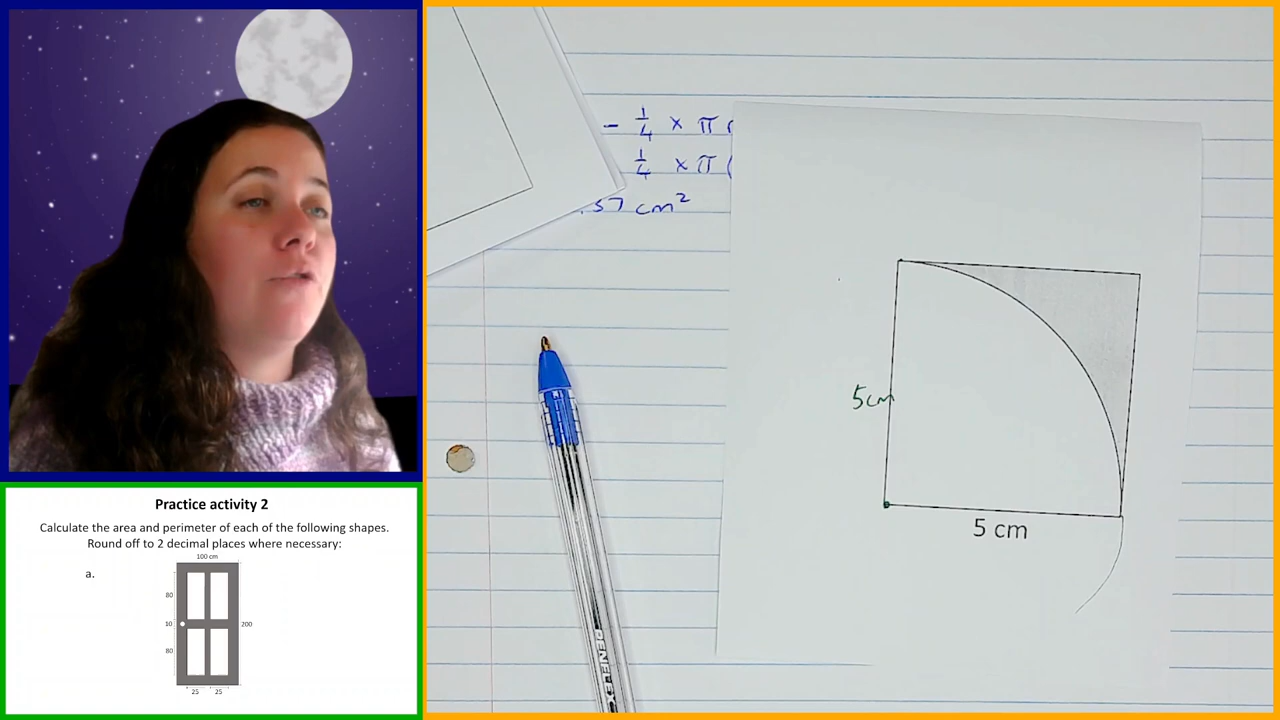 Practice activity 2
Calculate the area and perimeter of each of the following shapes.
Round off to 2 decimal places where necessary:
100 cm
a.
80
10
200
80
25 25
- 1/4 × π
1/4 × π (
.57 cm²
5cm
5 cm
PENFLEX